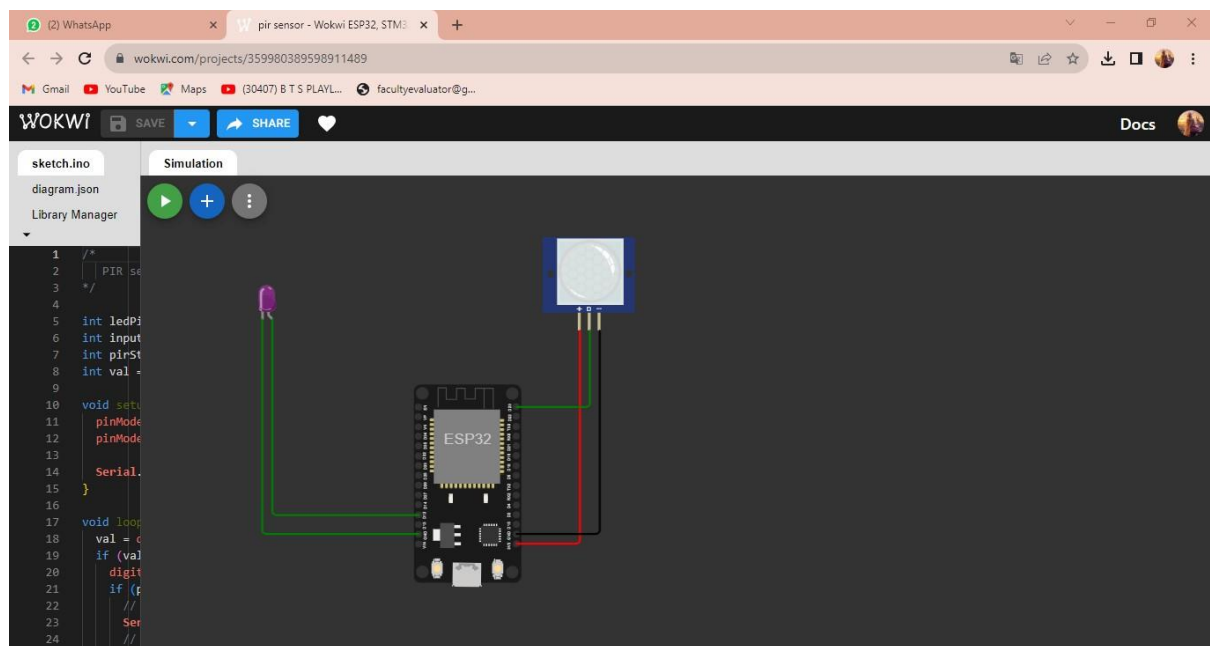 (2) WhatsApp
pir sensor - Wokwi ESP32, STM3
wokwi.com/projects/359980389598911489
Gmail YouTube Maps (30407) B T S PLAYL... facultyevaluator@g...
WOKWI SAVE SHARE Docs
sketch.ino Simulation
diagram.json
Library Manager
1 /*
2 PIR se
3 */
4
5 int ledPi
6 int input
7 int pirSt
8 int val =
9
10 void setu
11 pinMode
12 pinMode
13
14 Serial.
15 }
16
17 void loop
18 val = d
19 if (val
20 digit
21 if (p
22 //
23 Ser
24 //
ESP32